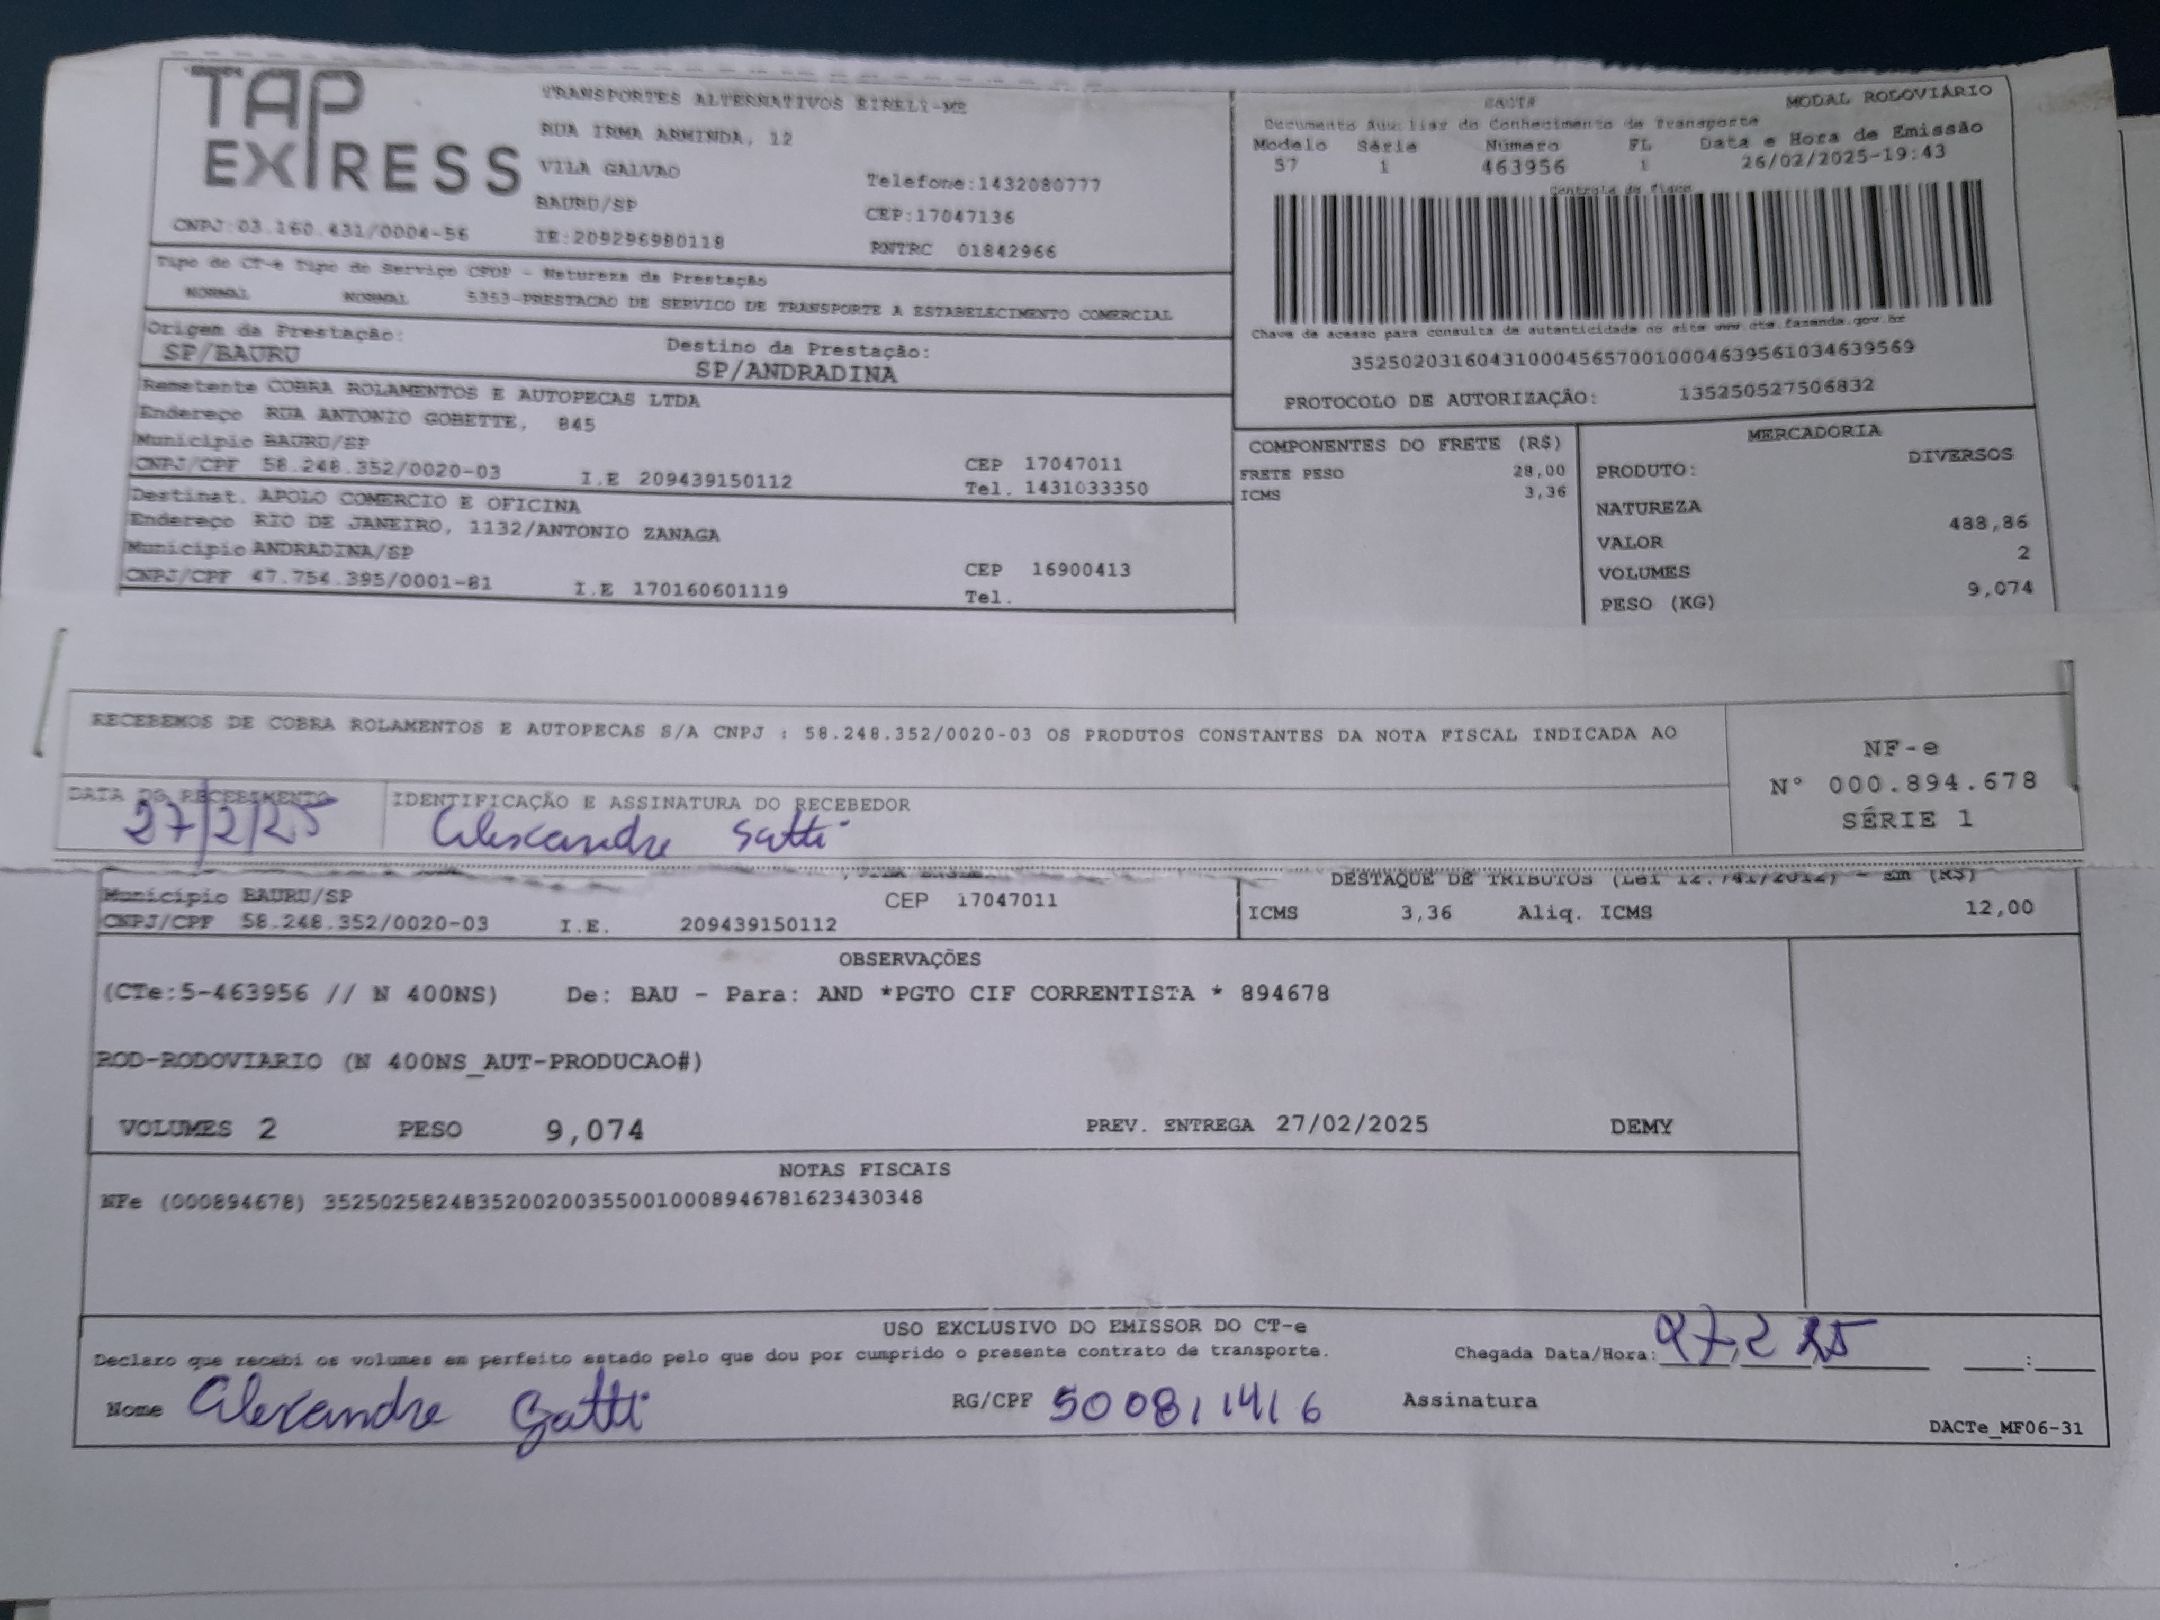 TAP EXPRESS
TRANSPORTES ALTERNATIVOS EIRELI-ME
RUA IRMA ARMINDA, 12
VILA GALVAO
Telefone:1432080777
BAURU/SP
CEP:17047136
CNPJ:03.160.431/0004-56
IE:209296980118
RNTRC 01842966
DACTE
MODAL RODOVIÁRIO
Documento Auxiliar do Conhecimento de Transporte
Modelo Série Número FL Data e Hora de Emissão
57 1 463956 1 26/02/2025-19:43
Controle do Fisco
Chave de acesso para consulta de autenticidade no site www.cte.fazenda.gov.br
35250203160431000456570010004639561034639569
PROTOCOLO DE AUTORIZAÇÃO: 135250527506832
Tipo do CT-e Tipo do Serviço CFOP - Natureza da Prestação
NORMAL NORMAL 5353-PRESTACAO DE SERVICO DE TRANSPORTE A ESTABELECIMENTO COMERCIAL
Origem da Prestação:
SP/BAURU
Destino da Prestação:
SP/ANDRADINA
Remetente COBRA ROLAMENTOS E AUTOPECAS LTDA
Endereço RUA ANTONIO GOBETTE, 845
Município BAURU/SP
CEP 17047011
CNPJ/CPF 58.248.352/0020-03 I.E 209439150112
Tel. 1431033350
Destinat. APOLO COMERCIO E OFICINA
Endereço RIO DE JANEIRO, 1132/ANTONIO ZANAGA
Município ANDRADINA/SP
CEP 16900413
CNPJ/CPF 47.754.395/0001-81 I.E 170160601119
Tel.
COMPONENTES DO FRETE (R$)
FRETE PESO 28,00
ICMS 3,36
MERCADORIA
PRODUTO: DIVERSOS
NATUREZA
VALOR 488,86
VOLUMES 2
PESO (KG) 9,074
RECEBEMOS DE COBRA ROLAMENTOS E AUTOPECAS S/A CNPJ : 58.248.352/0020-03 OS PRODUTOS CONSTANTES DA NOTA FISCAL INDICADA AO
NF-e
Nº 000.894.678
SÉRIE 1
DATA DO RECEBIMENTO
27/2/25
IDENTIFICAÇÃO E ASSINATURA DO RECEBEDOR
Alexandre Gatti
Município BAURU/SP
CEP 17047011
CNPJ/CPF 58.248.352/0020-03 I.E. 209439150112
DESTAQUE DE TRIBUTOS (Lei 12.741/2012) - Em (R$)
ICMS 3,36 Aliq. ICMS 12,00
OBSERVAÇÕES
(CTe:5-463956 // N 400NS) De: BAU - Para: AND *PGTO CIF CORRENTISTA * 894678
ROD-RODOVIARIO (N 400NS_AUT-PRODUCAO#)
VOLUMES 2 PESO 9,074 PREV. ENTREGA 27/02/2025 DEMY
NOTAS FISCAIS
NFe (000894678) 35250258248352002003550010008946781623430348
USO EXCLUSIVO DO EMISSOR DO CT-e
Declaro que recebi os volumes em perfeito estado pelo que dou por cumprido o presente contrato de transporte.
Chegada Data/Hora: 27 2 25 :
Nome Alexandre Gatti RG/CPF 500811416 Assinatura
DACTe_MF06-31